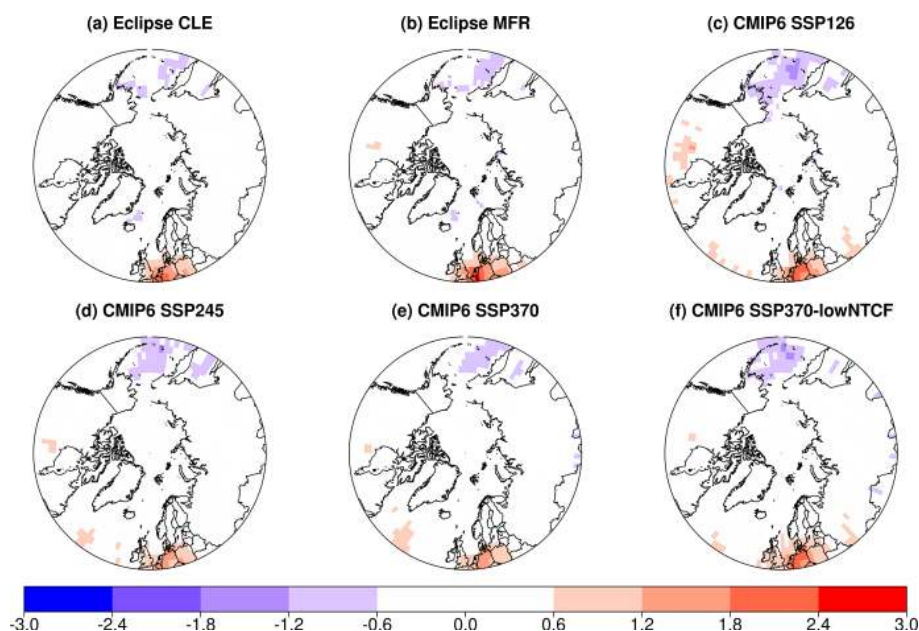 (a) Eclipse CLE (b) Eclipse MFR (c) CMIP6 SSP126
(d) CMIP6 SSP245 (e) CMIP6 SSP370 (f) CMIP6 SSP370-lowNTCF
-3.0 -2.4 -1.8 -1.2 -0.6 0.0 0.6 1.2 1.8 2.4 3.0